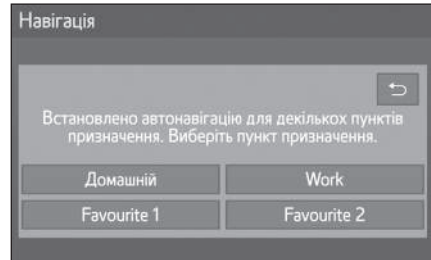 Навігація
Встановлено автонавігацію для декількох пунктів
призначення. Виберіть пункт призначення.
Домашній Work
Favourite 1 Favourite 2